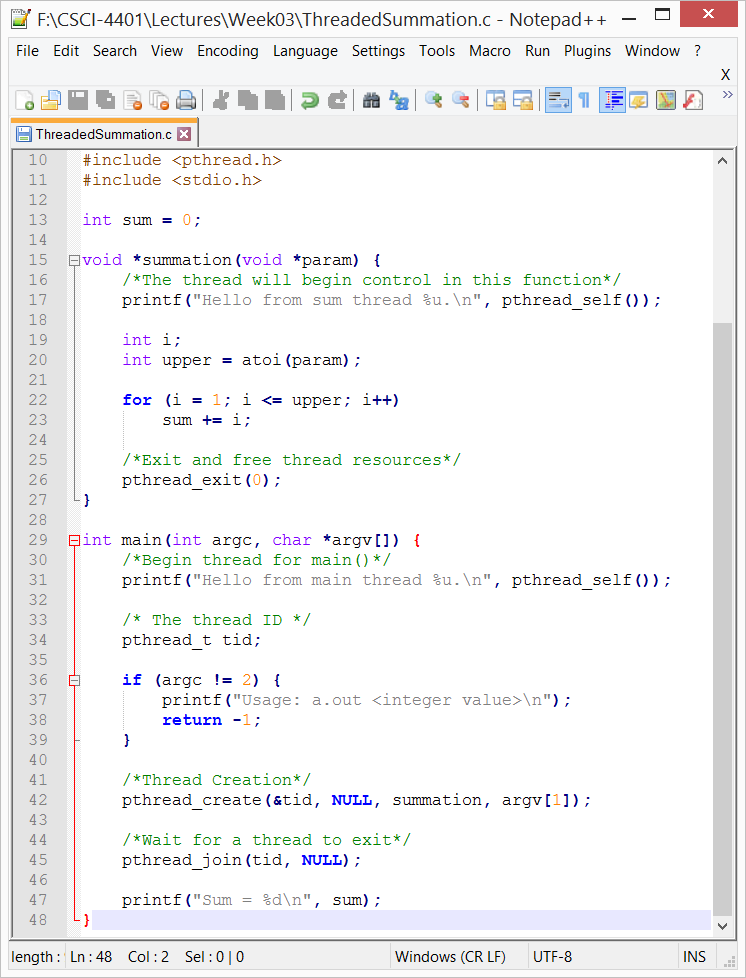 F:\CSCI-4401\Lectures\Week03\ThreadedSummation.c - Notepad++
File Edit Search View Encoding Language Settings Tools Macro Run Plugins Window ?
X
ThreadedSummation.c
10 #include <pthread.h>
11 #include <stdio.h>
12
13 int sum = 0;
14
15 void *summation(void *param) {
16 /*The thread will begin control in this function*/
17 printf("Hello from sum thread %u.\n", pthread_self());
18
19 int i;
20 int upper = atoi(param);
21
22 for (i = 1; i <= upper; i++)
23 sum += i;
24
25 /*Exit and free thread resources*/
26 pthread_exit(0);
27 }
28
29 int main(int argc, char *argv[]) {
30 /*Begin thread for main()*/
31 printf("Hello from main thread %u.\n", pthread_self());
32
33 /* The thread ID */
34 pthread_t tid;
35
36 if (argc != 2) {
37 printf("Usage: a.out <integer value>\n");
38 return -1;
39 }
40
41 /*Thread Creation*/
42 pthread_create(&tid, NULL, summation, argv[1]);
43
44 /*Wait for a thread to exit*/
45 pthread_join(tid, NULL);
46
47 printf("Sum = %d\n", sum);
48 }
length : Ln : 48 Col : 2 Sel : 0 | 0 Windows (CR LF) UTF-8 INS